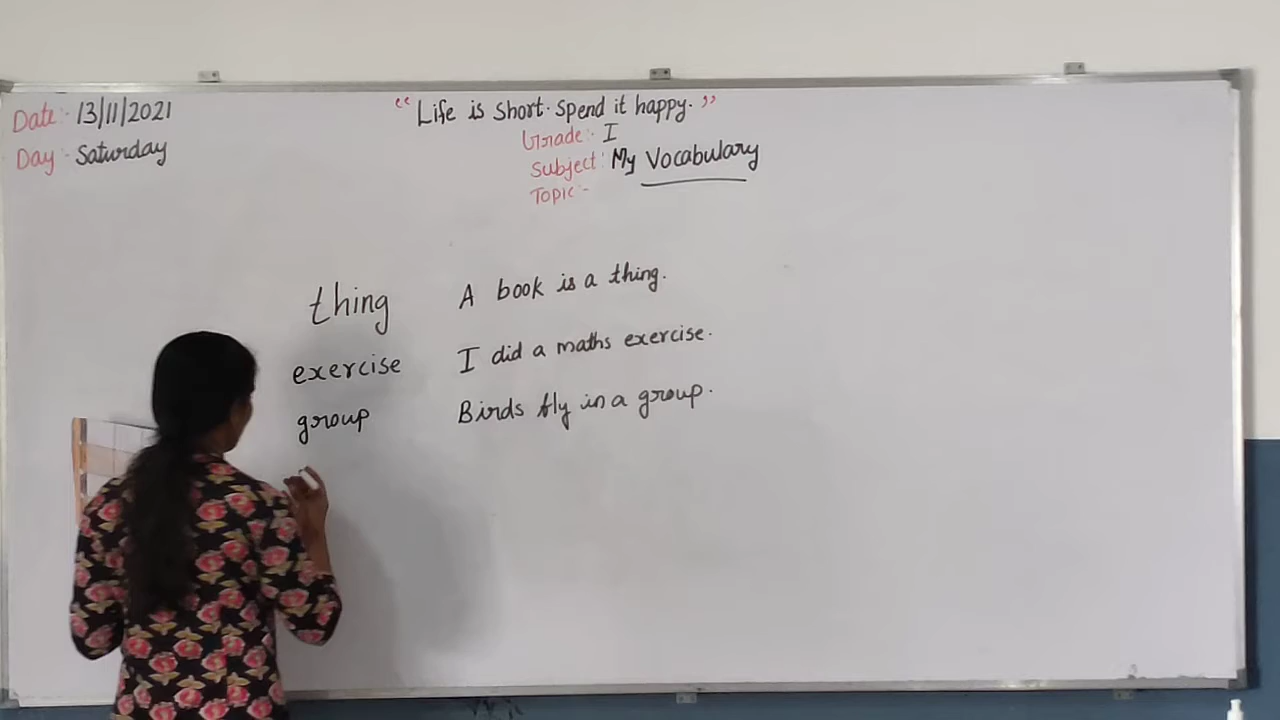 Date:- 13/11/2021
Day:- Saturday
"Life is short. Spend it happy."
Grade:- I
Subject: My Vocabulary
Topic:-
thing A book is a thing.
exercise I did a maths exercise.
group Birds fly in a group.